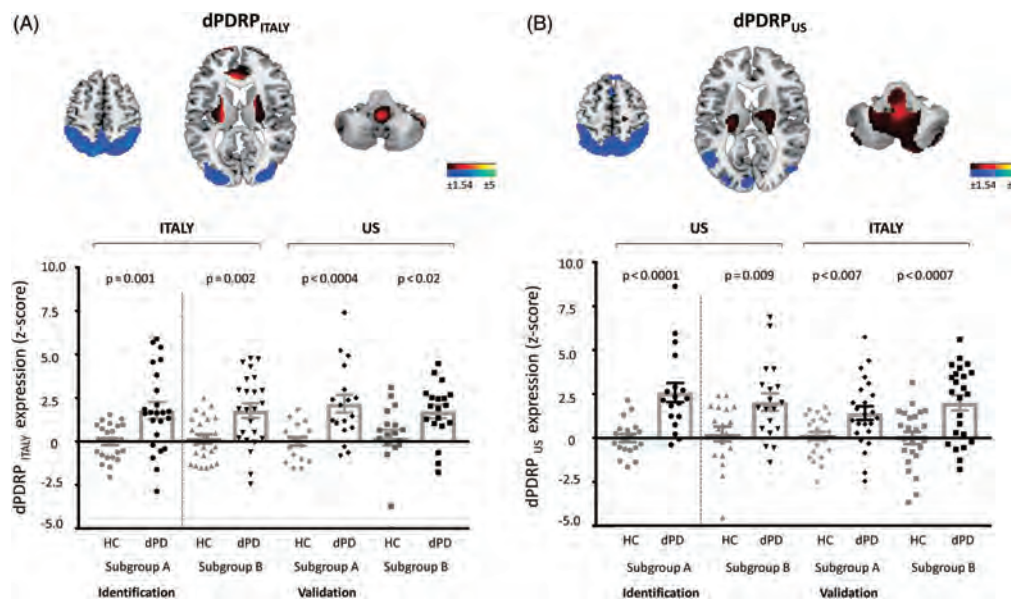 (A)
dPDRP ITALY
±1.54 ±5
ITALY US
p=0.001 p=0.002 p<0.0004 p<0.02
dPDRP ITALY expression (z-score)
10.0
7.5
5.0
2.5
0
-2.5
-5.0
HC dPD HC dPD HC dPD HC dPD
Subgroup A Subgroup B Subgroup A Subgroup B
Identification Validation
(B)
dPDRP US
±1.54
US ITALY
p<0.0001 p=0.009 p<0.007 p<0.0007
dPDRP US expression (z-score)
10.0
7.5
5.0
2.5
0
-2.5
-5.0
HC dPD HC dPD HC dPD HC dPD
Subgroup A Subgroup B Subgroup A Subgroup B
Identification Validation